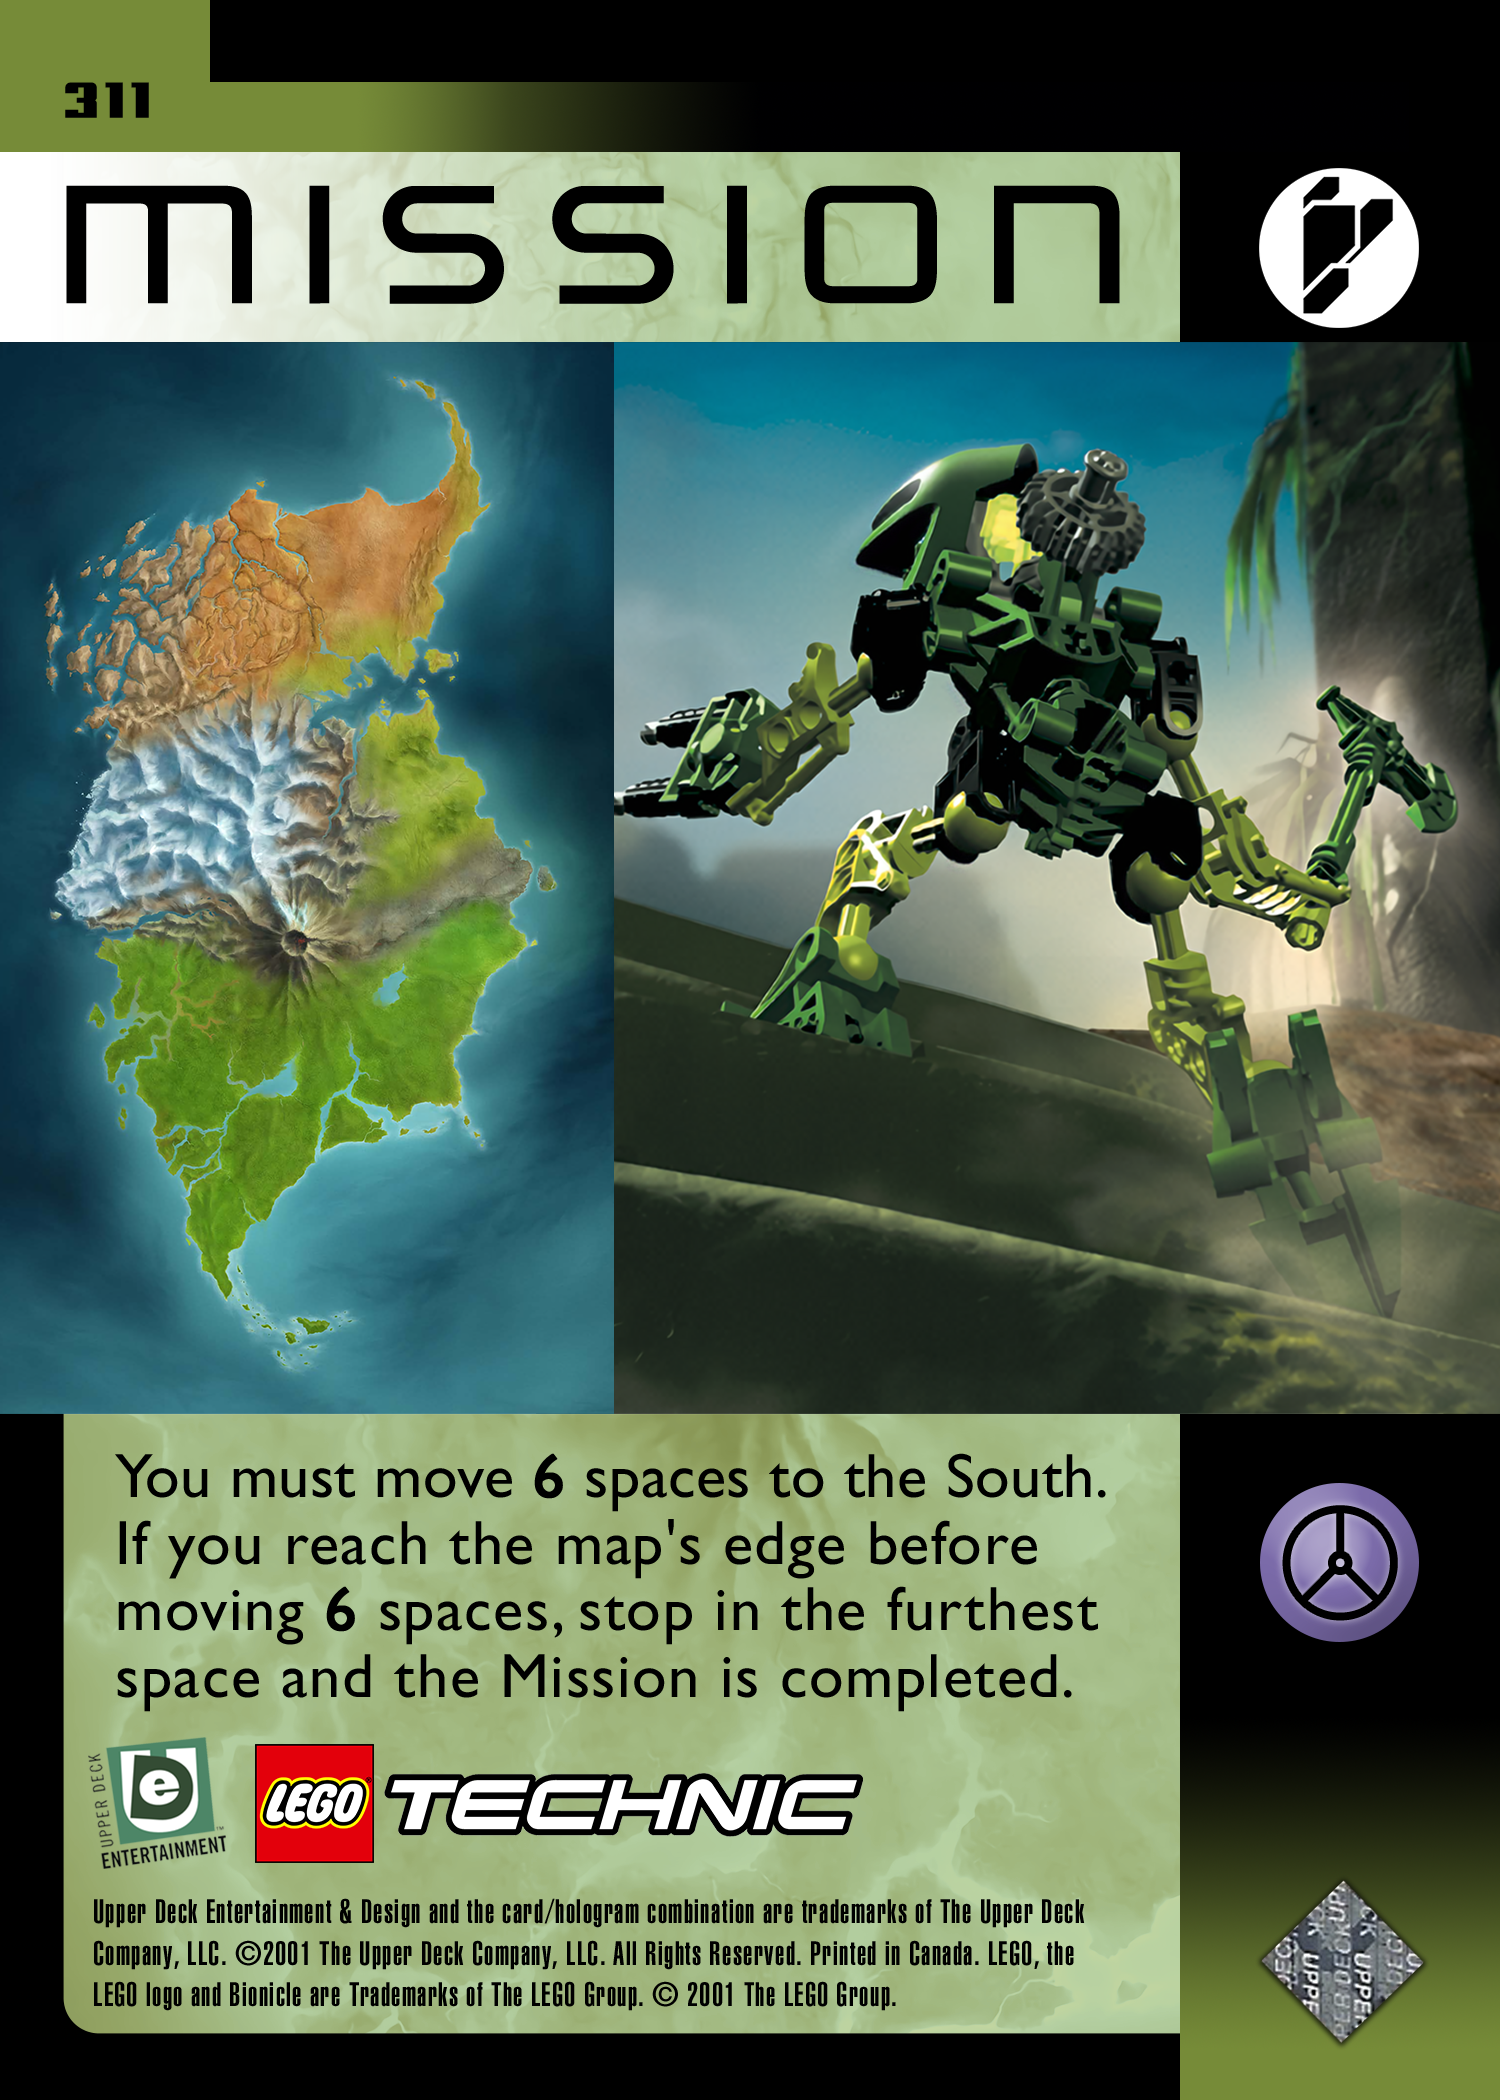 311
MISSION
You must move 6 spaces to the South.
If you reach the map's edge before
moving 6 spaces, stop in the furthest
space and the Mission is completed.
UPPER DECK
ue
ENTERTAINMENT™
LEGO TECHNIC
Upper Deck Entertainment & Design and the card/hologram combination are trademarks of The Upper Deck
Company, LLC. ©2001 The Upper Deck Company, LLC. All Rights Reserved. Printed in Canada. LEGO, the
LEGO logo and Bionicle are Trademarks of The LEGO Group. © 2001 The LEGO Group.